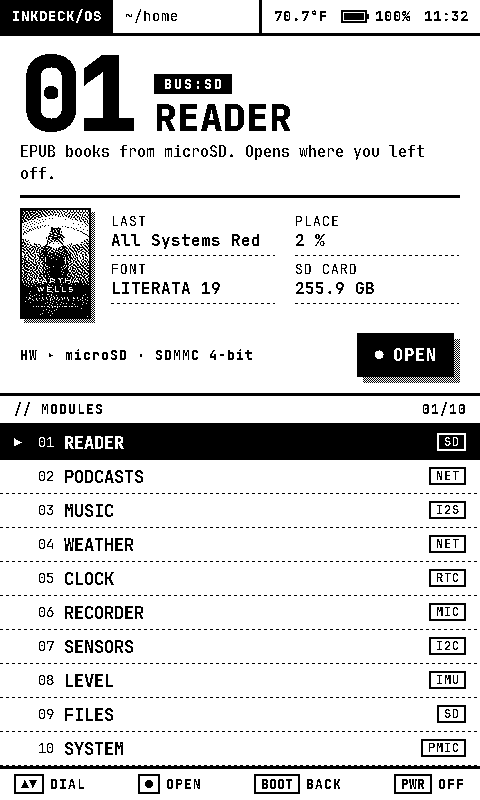 INKDECK/OS ~/home 70.7°F 100% 11:32
01 BUS:SD
READER
EPUB books from microSD. Opens where you left
off.
LAST PLACE
All Systems Red 2 %
FONT SD CARD
LITERATA 19 255.9 GB
MARTHA
WELLS
HW ▸ microSD · SDMMC 4-bit ● OPEN
// MODULES 01/10
▶ 01 READER SD
02 PODCASTS NET
03 MUSIC I2S
04 WEATHER NET
05 CLOCK RTC
06 RECORDER MIC
07 SENSORS I2C
08 LEVEL IMU
09 FILES SD
10 SYSTEM PMIC
▲▼ DIAL ● OPEN BOOT BACK PWR OFF